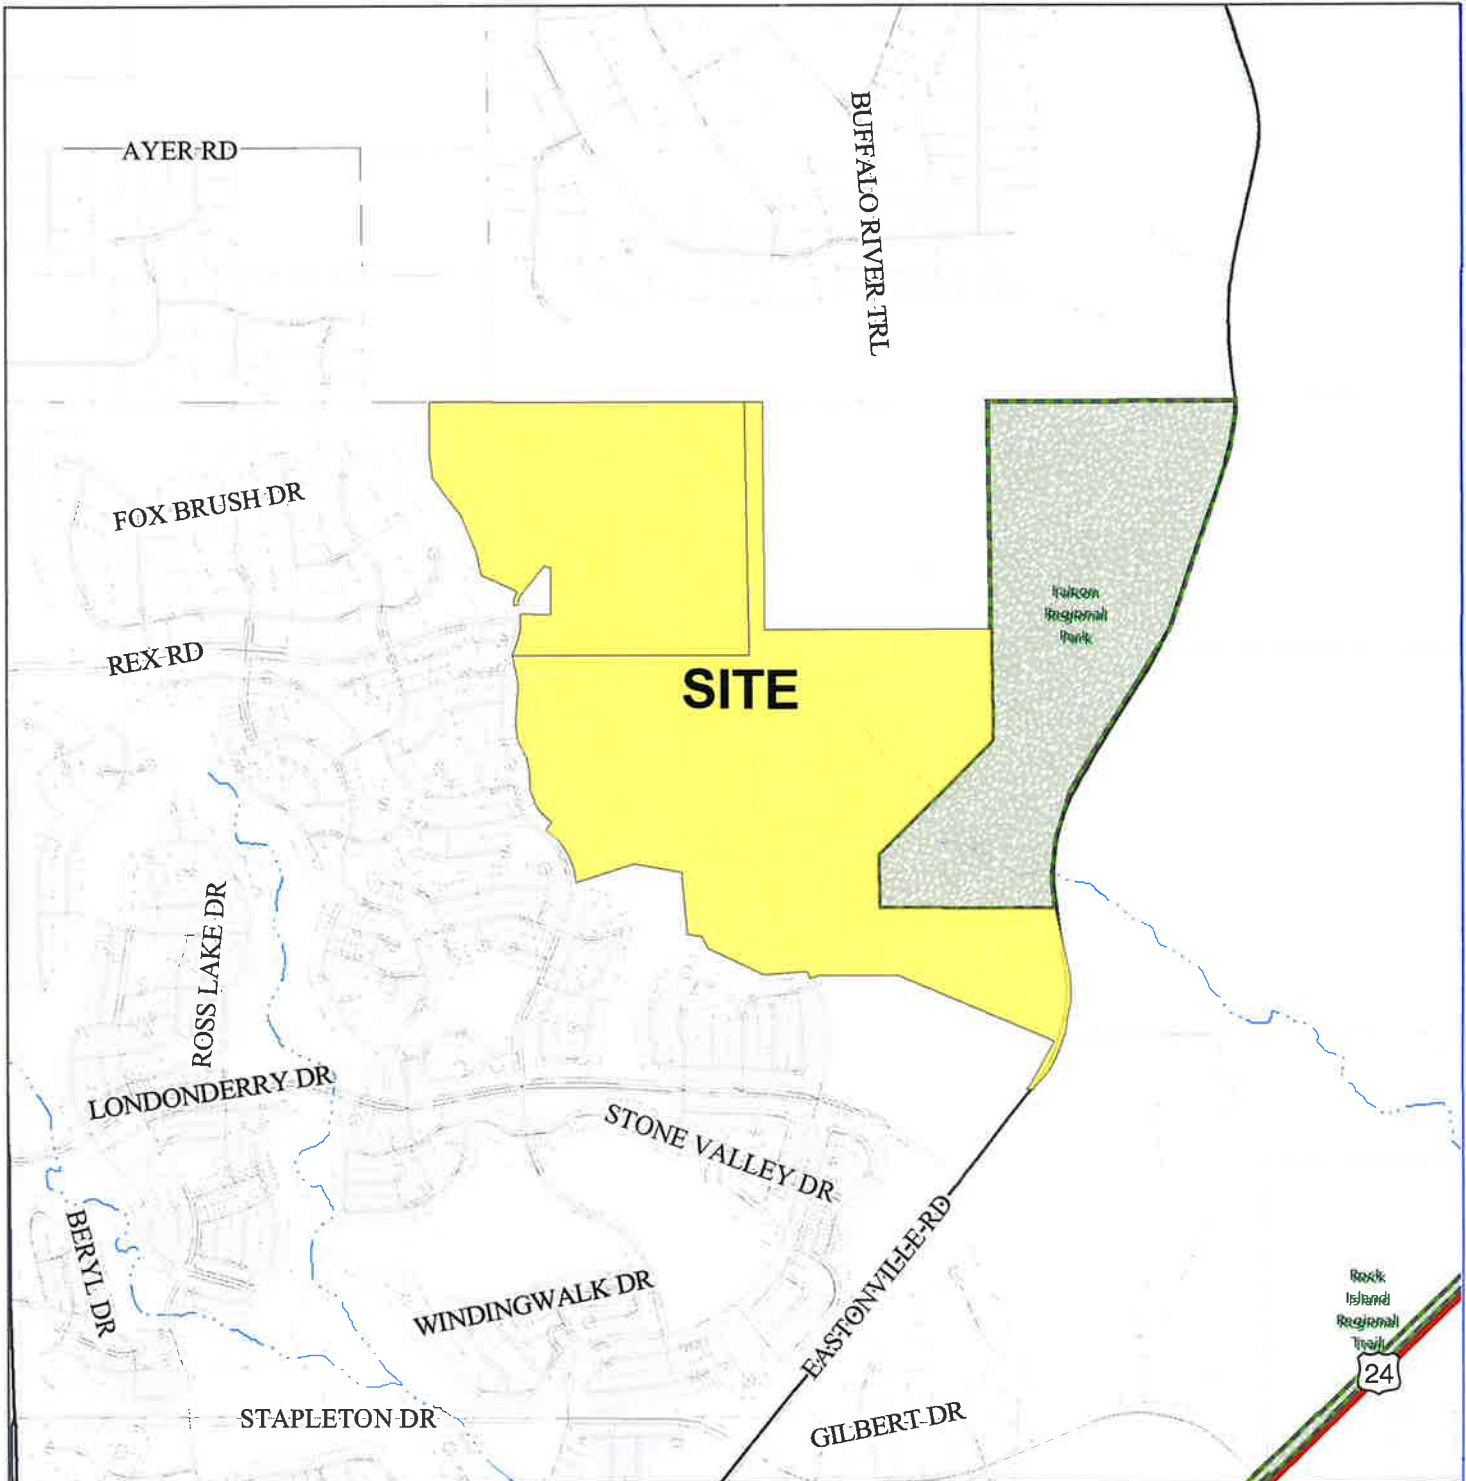 AYER RD
BUFFALO RIVER TRL
FOX BRUSH DR
REX RD
SITE
Falcon
Regional
Park
ROSS LAKE DR
LONDONDERRY DR
STONE VALLEY DR
BERYL DR
WINDINGWALK DR
EASTONVILLE RD
STAPLETON DR
GILBERT DR
Rock
Island
Regional
Trail
24